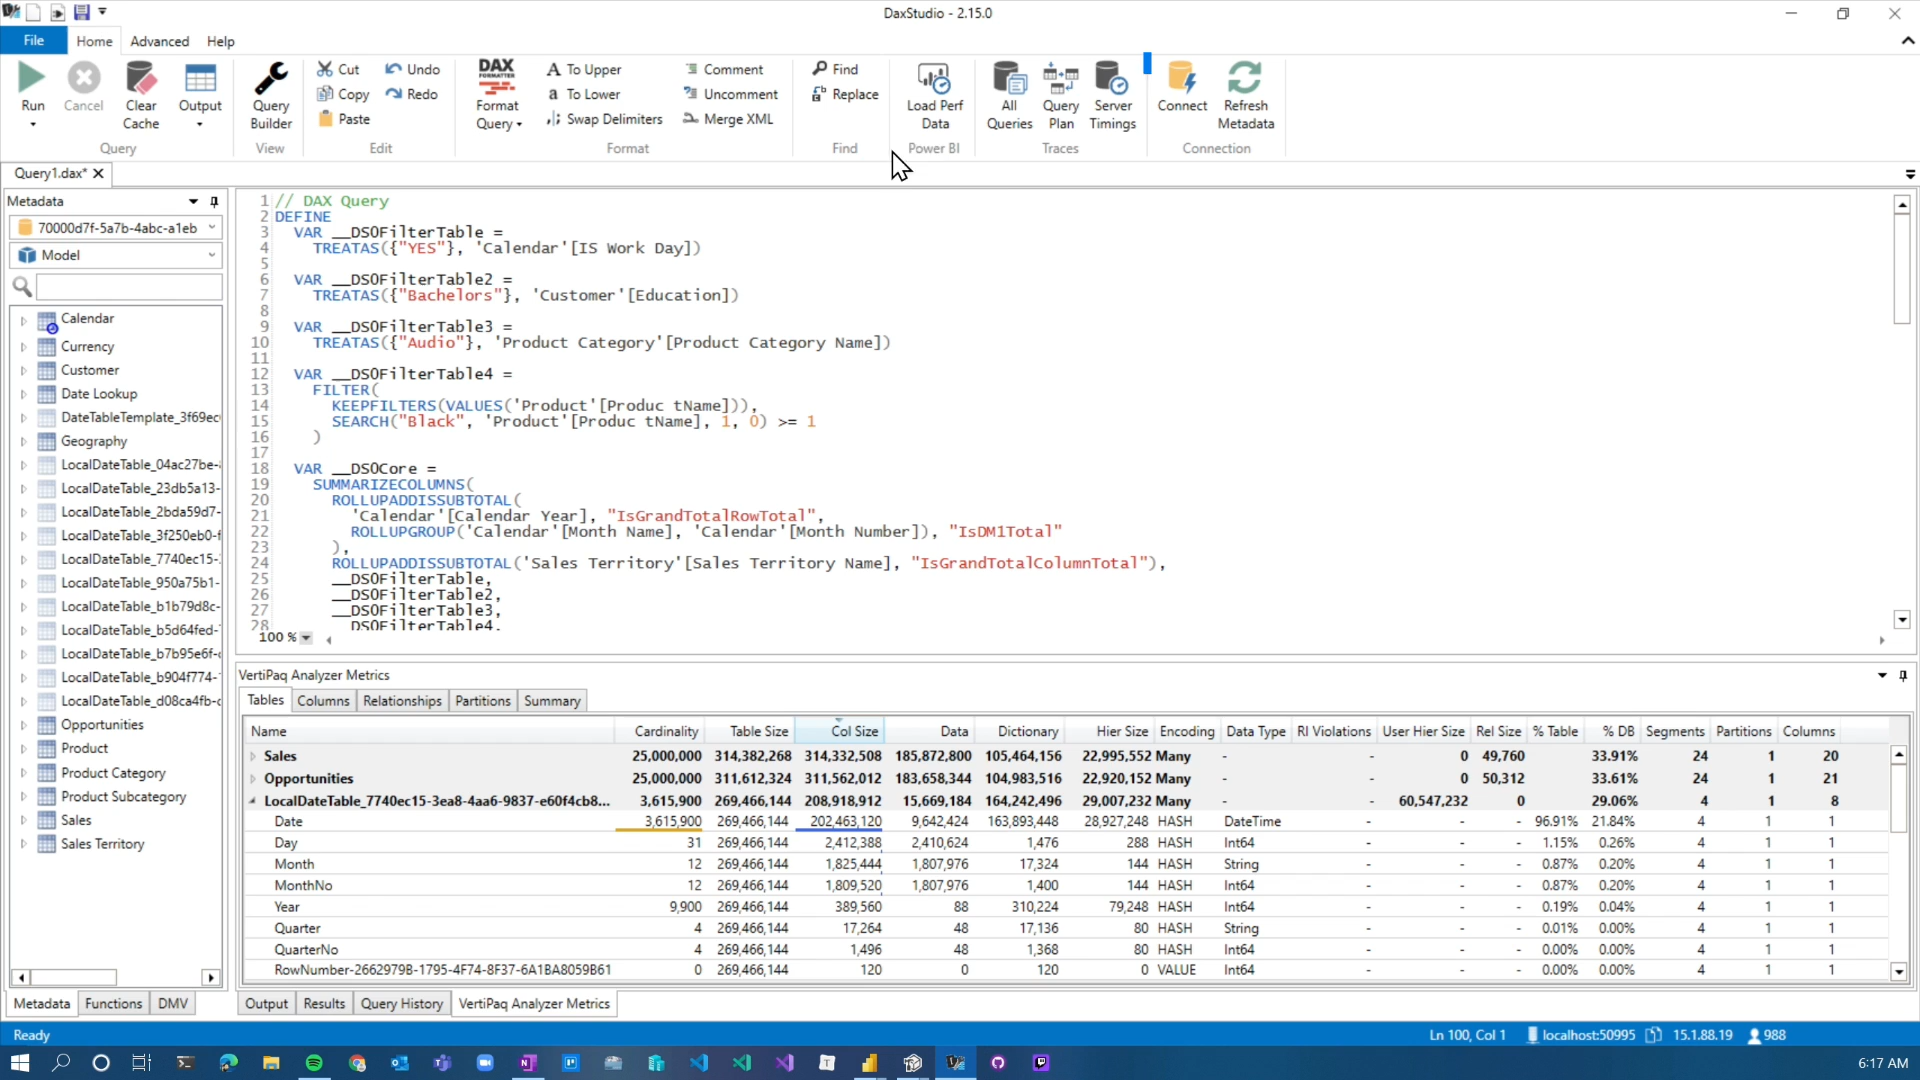 DaxStudio - 2.15.0
File Home Advanced Help
Run
Cancel
Clear Cache
Output
Query
Query Builder
View
Cut
Copy
Paste
Undo
Redo
Edit
DAX FORMATTER
Format Query
To Upper
To Lower
Swap Delimiters
Comment
Uncomment
Merge XML
Format
Find
Replace
Find
Load Perf Data
Power BI
All Queries
Query Plan
Server Timings
Traces
Connect
Refresh Metadata
Connection
Query1.dax*
Metadata
70000d7f-5a7b-4abc-a1eb
Model
Calendar
Currency
Customer
Date Lookup
DateTableTemplate_3f69ec
Geography
LocalDateTable_04ac27be-
LocalDateTable_23db5a13-
LocalDateTable_2bda59d7-
LocalDateTable_3f250eb0-f
LocalDateTable_7740ec15-
LocalDateTable_950a75b1-
LocalDateTable_b1b79d8c-
LocalDateTable_b5d64fed-
LocalDateTable_b7b95e6f-
LocalDateTable_b904f774-
LocalDateTable_d08ca4fb-
Opportunities
Product
Product Category
Product Subcategory
Sales
Sales Territory
Metadata Functions DMV
1 // DAX Query
2 DEFINE
3 VAR __DS0FilterTable =
4 TREATAS({"YES"}, 'Calendar'[IS Work Day])
5
6 VAR __DS0FilterTable2 =
7 TREATAS({"Bachelors"}, 'Customer'[Education])
8
9 VAR __DS0FilterTable3 =
10 TREATAS({"Audio"}, 'Product Category'[Product Category Name])
11
12 VAR __DS0FilterTable4 =
13 FILTER(
14 KEEPFILTERS(VALUES('Product'[Produc tName])),
15 SEARCH("Black", 'Product'[Produc tName], 1, 0) >= 1
16 )
17
18 VAR __DS0Core =
19 SUMMARIZECOLUMNS(
20 ROLLUPADDISSUBTOTAL(
21 'Calendar'[Calendar Year], "IsGrandTotalRowTotal",
22 ROLLUPGROUP('Calendar'[Month Name], 'Calendar'[Month Number]), "IsDM1Total"
23 ),
24 ROLLUPADDISSUBTOTAL('Sales Territory'[Sales Territory Name], "IsGrandTotalColumnTotal"),
25 __DS0FilterTable,
26 __DS0FilterTable2,
27 __DS0FilterTable3,
28 __DS0FilterTable4,
100 %
VertiPaq Analyzer Metrics
Tables Columns Relationships Partitions Summary
Name Cardinality Table Size Col Size Data Dictionary Hier Size Encoding Data Type RI Violations User Hier Size Rel Size % Table % DB Segments Partitions Columns
Sales 25,000,000 314,382,268 314,332,508 185,872,800 105,464,156 22,995,552 Many - - 0 49,760 33.91% 24 1 20
Opportunities 25,000,000 311,612,324 311,562,012 183,658,344 104,983,516 22,920,152 Many - - 0 50,312 33.61% 24 1 21
LocalDateTable_7740ec15-3ea8-4aa6-9837-e60f4cb8... 3,615,900 269,466,144 208,918,912 15,669,184 164,242,496 29,007,232 Many - - 60,547,232 0 29.06% 4 1 8
Date 3,615,900 269,466,144 202,463,120 9,642,424 163,893,448 28,927,248 HASH DateTime - - - 96.91% 21.84% 4 1 1
Day 31 269,466,144 2,412,388 2,410,624 1,476 288 HASH Int64 - - - 1.15% 0.26% 4 1 1
Month 12 269,466,144 1,825,444 1,807,976 17,324 144 HASH String - - - 0.87% 0.20% 4 1 1
MonthNo 12 269,466,144 1,809,520 1,807,976 1,400 144 HASH Int64 - - - 0.87% 0.20% 4 1 1
Year 9,900 269,466,144 389,560 88 310,224 79,248 HASH Int64 - - - 0.19% 0.04% 4 1 1
Quarter 4 269,466,144 17,264 48 17,136 80 HASH String - - - 0.01% 0.00% 4 1 1
QuarterNo 4 269,466,144 1,496 48 1,368 80 HASH Int64 - - - 0.00% 0.00% 4 1 1
RowNumber-2662979B-1795-4F74-8F37-6A1BA8059B61 0 269,466,144 120 0 120 0 VALUE Int64 - - - 0.00% 0.00% 4 1 1
Output Results Query History VertiPaq Analyzer Metrics
Ready Ln 100, Col 1 localhost:50995 15.1.88.19 988
6:17 AM